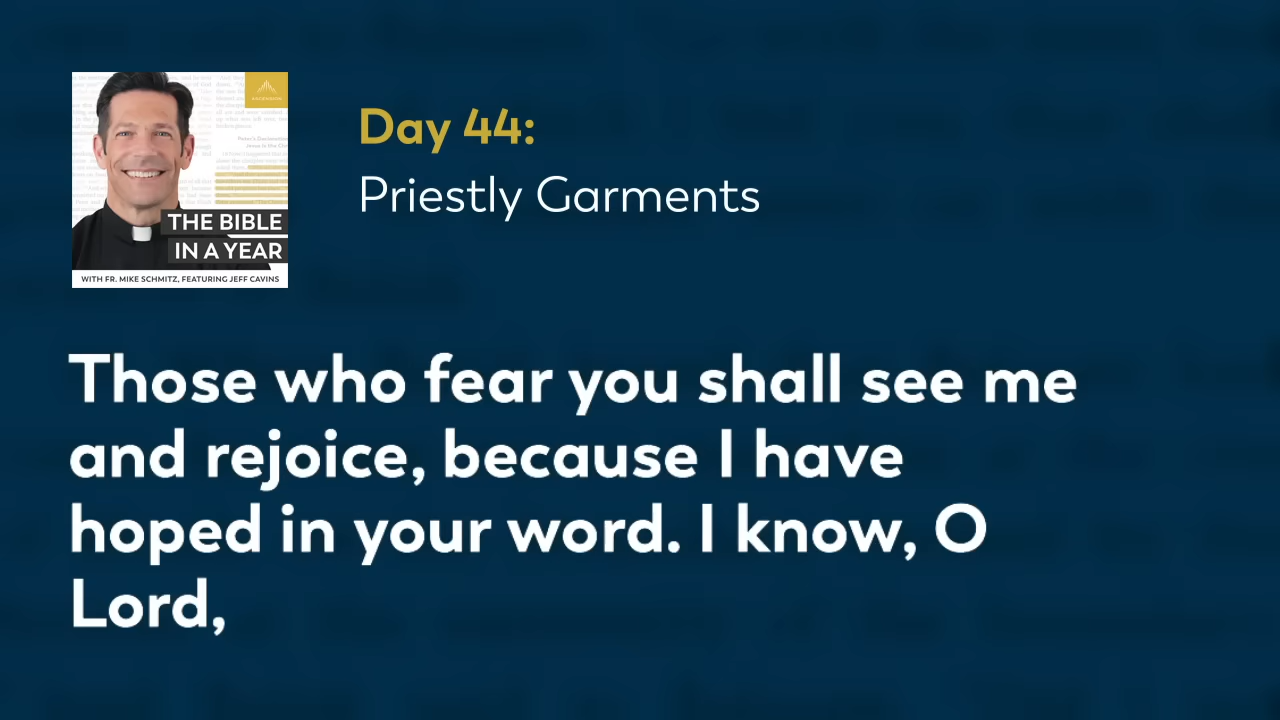 THE BIBLE
IN A YEAR
WITH FR. MIKE SCHMITZ, FEATURING JEFF CAVINS
Day 44:
Priestly Garments
Those who fear you shall see me
and rejoice, because I have
hoped in your word. I know, O
Lord,